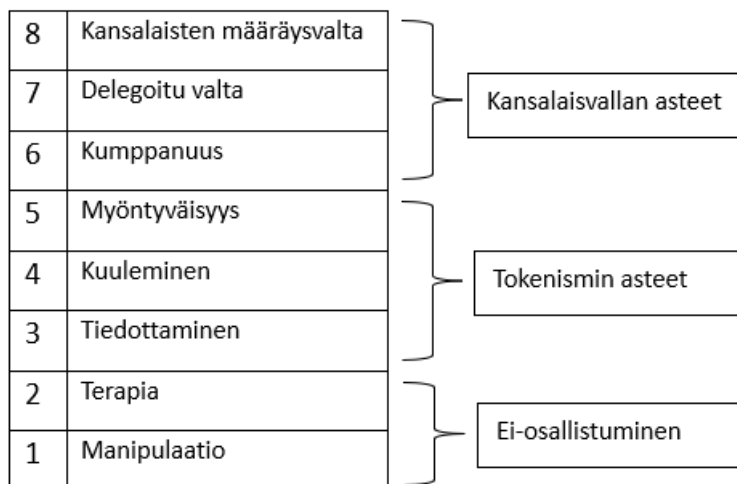 8 Kansalaisten määräysvalta
7 Delegoitu valta
6 Kumppanuus
Kansalaisvallan asteet
5 Myöntyväisyys
4 Kuuleminen
3 Tiedottaminen
Tokenismin asteet
2 Terapia
1 Manipulaatio
Ei-osallistuminen